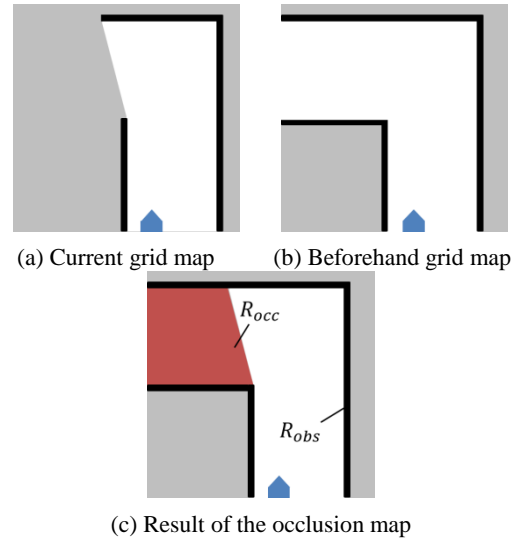 (a) Current grid map
(b) Beforehand grid map
R_occ
R_obs
(c) Result of the occlusion map